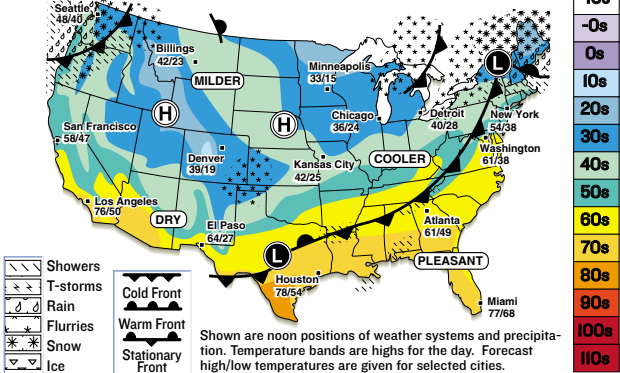 Seattle
48/40
Billings
42/23
MILDER
Minneapolis
33/15
L
H
H
San Francisco
58/47
Chicago
36/24
Detroit
40/28
New York
54/38
Denver
39/19
Kansas City
42/25
COOLER
Washington
61/38
Los Angeles
76/50
DRY
El Paso
64/27
Atlanta
61/49
L
PLEASANT
Houston
78/54
Miami
77/68
Showers
T-storms
Rain
Flurries
Snow
Ice
Cold Front
Warm Front
Stationary
Front
Shown are noon positions of weather systems and precipita-
tion. Temperature bands are highs for the day. Forecast
high/low temperatures are given for selected cities.
-0s
0s
10s
20s
30s
40s
50s
60s
70s
80s
90s
100s
110s